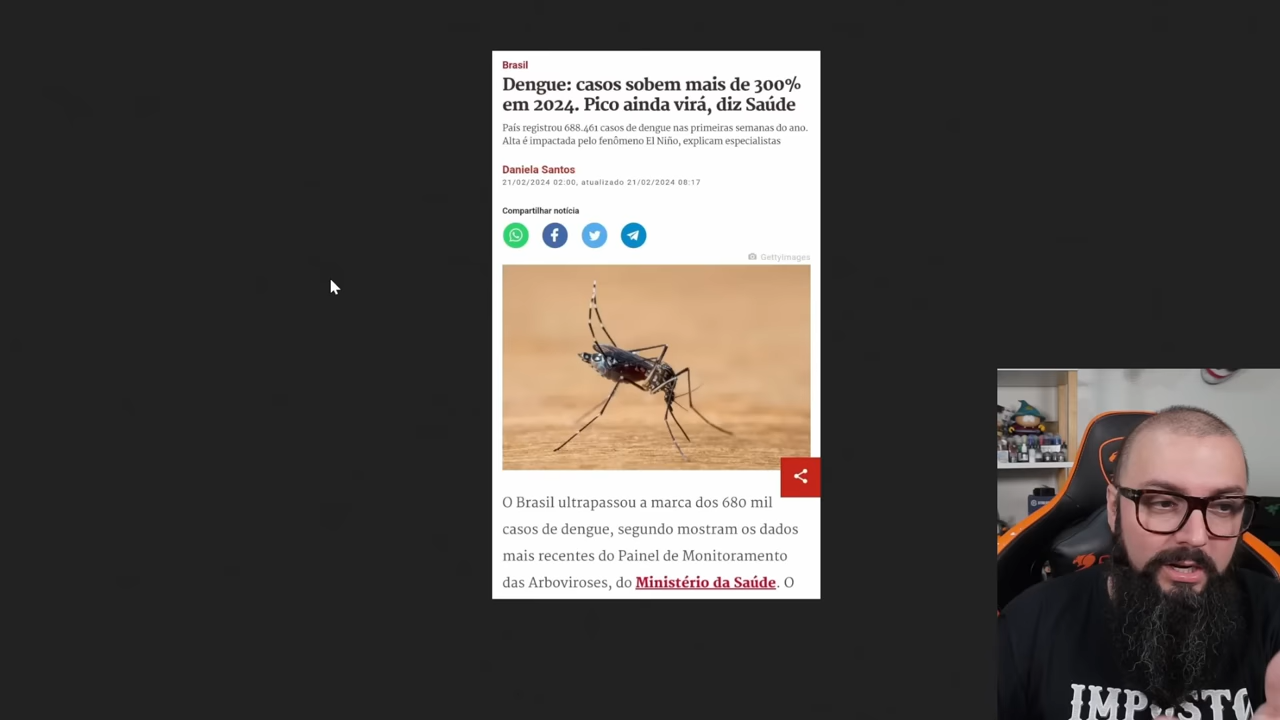 Brasil
Dengue: casos sobem mais de 300%
em 2024. Pico ainda virá, diz Saúde
País registrou 688.461 casos de dengue nas primeiras semanas do ano.
Alta é impactada pelo fenômeno El Niño, explicam especialistas
Daniela Santos
21/02/2024 02:00, atualizado 21/02/2024 08:17
Compartilhar notícia
Gettyimages
O Brasil ultrapassou a marca dos 680 mil
casos de dengue, segundo mostram os dados
mais recentes do Painel de Monitoramento
das Arboviroses, do Ministério da Saúde. O
IMPOSTO